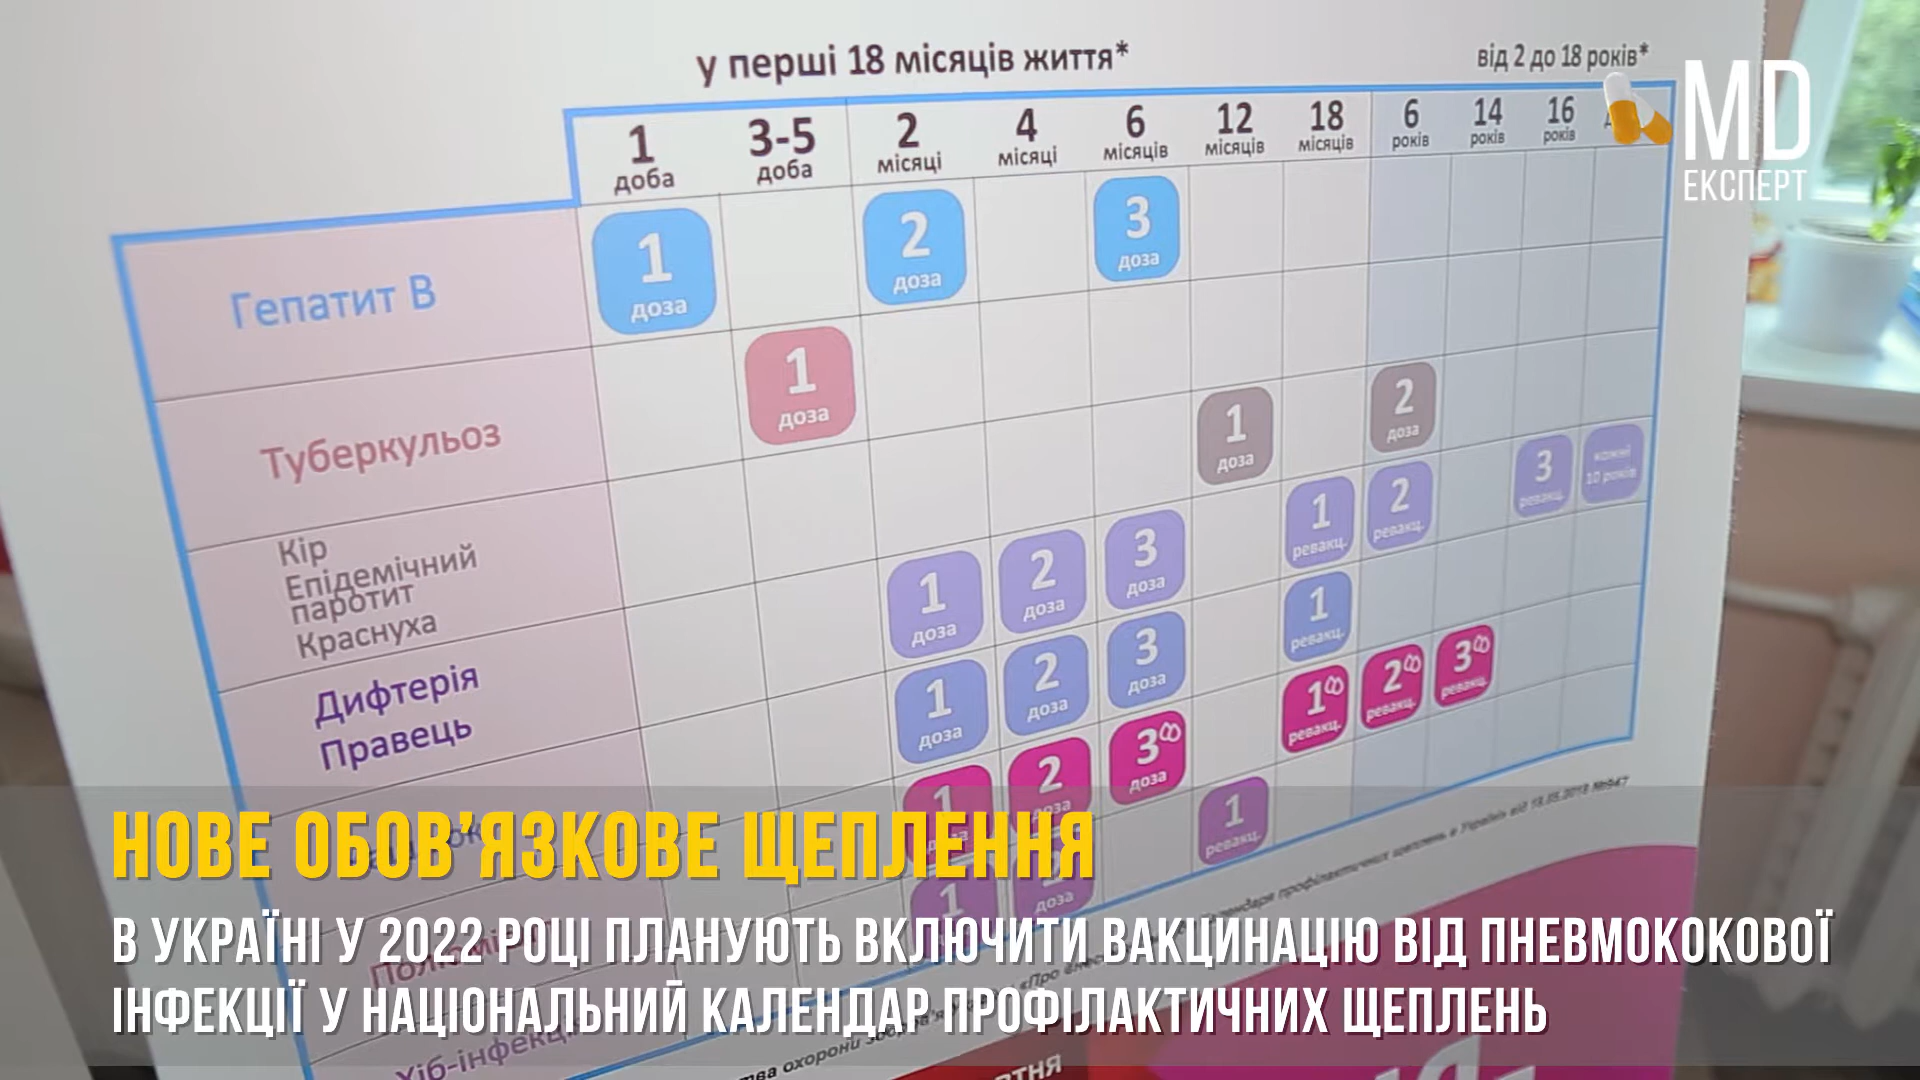 у перші 18 місяців життя*
від 2 до 18 років*
1 доба
3-5 доба
2 місяці
4 місяці
6 місяців
12 місяців
18 місяців
6 років
14 років
16 років
MD
ЕКСПЕРТ
Гепатит В
1 доза
2 доза
3 доза
Туберкульоз
1 доза
Кір
Епідемічний
паротит
Краснуха
1 доза
2 доза
Дифтерія
Правець
1 доза
2 доза
3 доза
1 ревакц.
2 ревакц.
3 ревакц.
кожні 10 років
1 доза
2 доза
3 доза
1 ревакц.
1
2 доза
3 доза
1 ревакц.
2 ревакц.
3 ревакц.
1
доза
1 ревакц.
НОВЕ ОБОВ’ЯЗКОВЕ ЩЕПЛЕННЯ
В УКРАЇНІ У 2022 РОЦІ ПЛАНУЮТЬ ВКЛЮЧИТИ ВАКЦИНАЦІЮ ВІД ПНЕВМОКОКОВОЇ
ІНФЕКЦІЇ У НАЦІОНАЛЬНИЙ КАЛЕНДАР ПРОФІЛАКТИЧНИХ ЩЕПЛЕНЬ